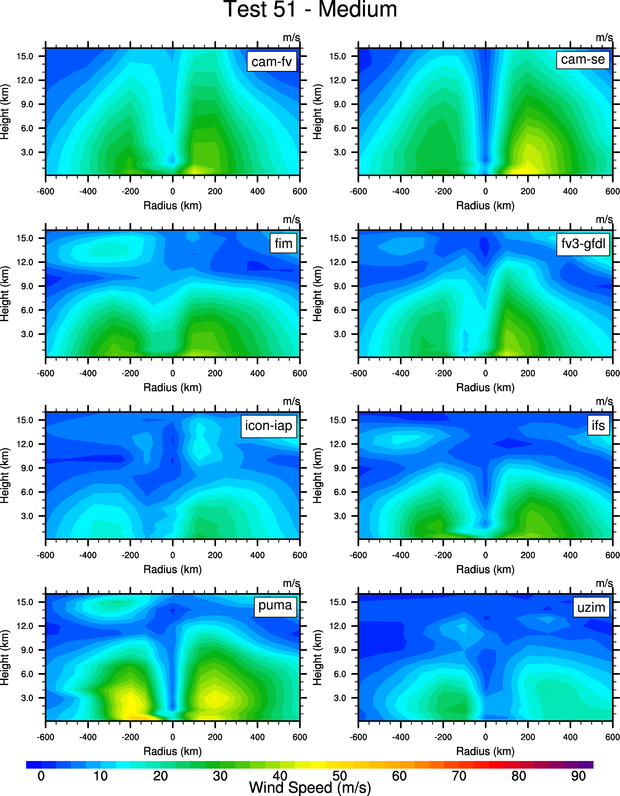 Test 51 - Medium
m/s m/s
cam-fv cam-se
Height (km) Height (km)
15.0 12.0 9.0 6.0 3.0 15.0 12.0 9.0 6.0 3.0
-600 -400 -200 0 200 400 600 -600 -400 -200 0 200 400 600
Radius (km) Radius (km)
m/s m/s
fim fv3-gfdl
Height (km) Height (km)
15.0 12.0 9.0 6.0 3.0 15.0 12.0 9.0 6.0 3.0
-600 -400 -200 0 200 400 600 -600 -400 -200 0 200 400 600
Radius (km) Radius (km)
m/s m/s
icon-iap ifs
Height (km) Height (km)
15.0 12.0 9.0 6.0 3.0 15.0 12.0 9.0 6.0 3.0
-600 -400 -200 0 200 400 600 -600 -400 -200 0 200 400 600
Radius (km) Radius (km)
m/s m/s
puma uzim
Height (km) Height (km)
15.0 12.0 9.0 6.0 3.0 15.0 12.0 9.0 6.0 3.0
-600 -400 -200 0 200 400 600 -600 -400 -200 0 200 400 600
Radius (km) Radius (km)
0 10 20 30 40 50 60 70 80 90
Wind Speed (m/s)